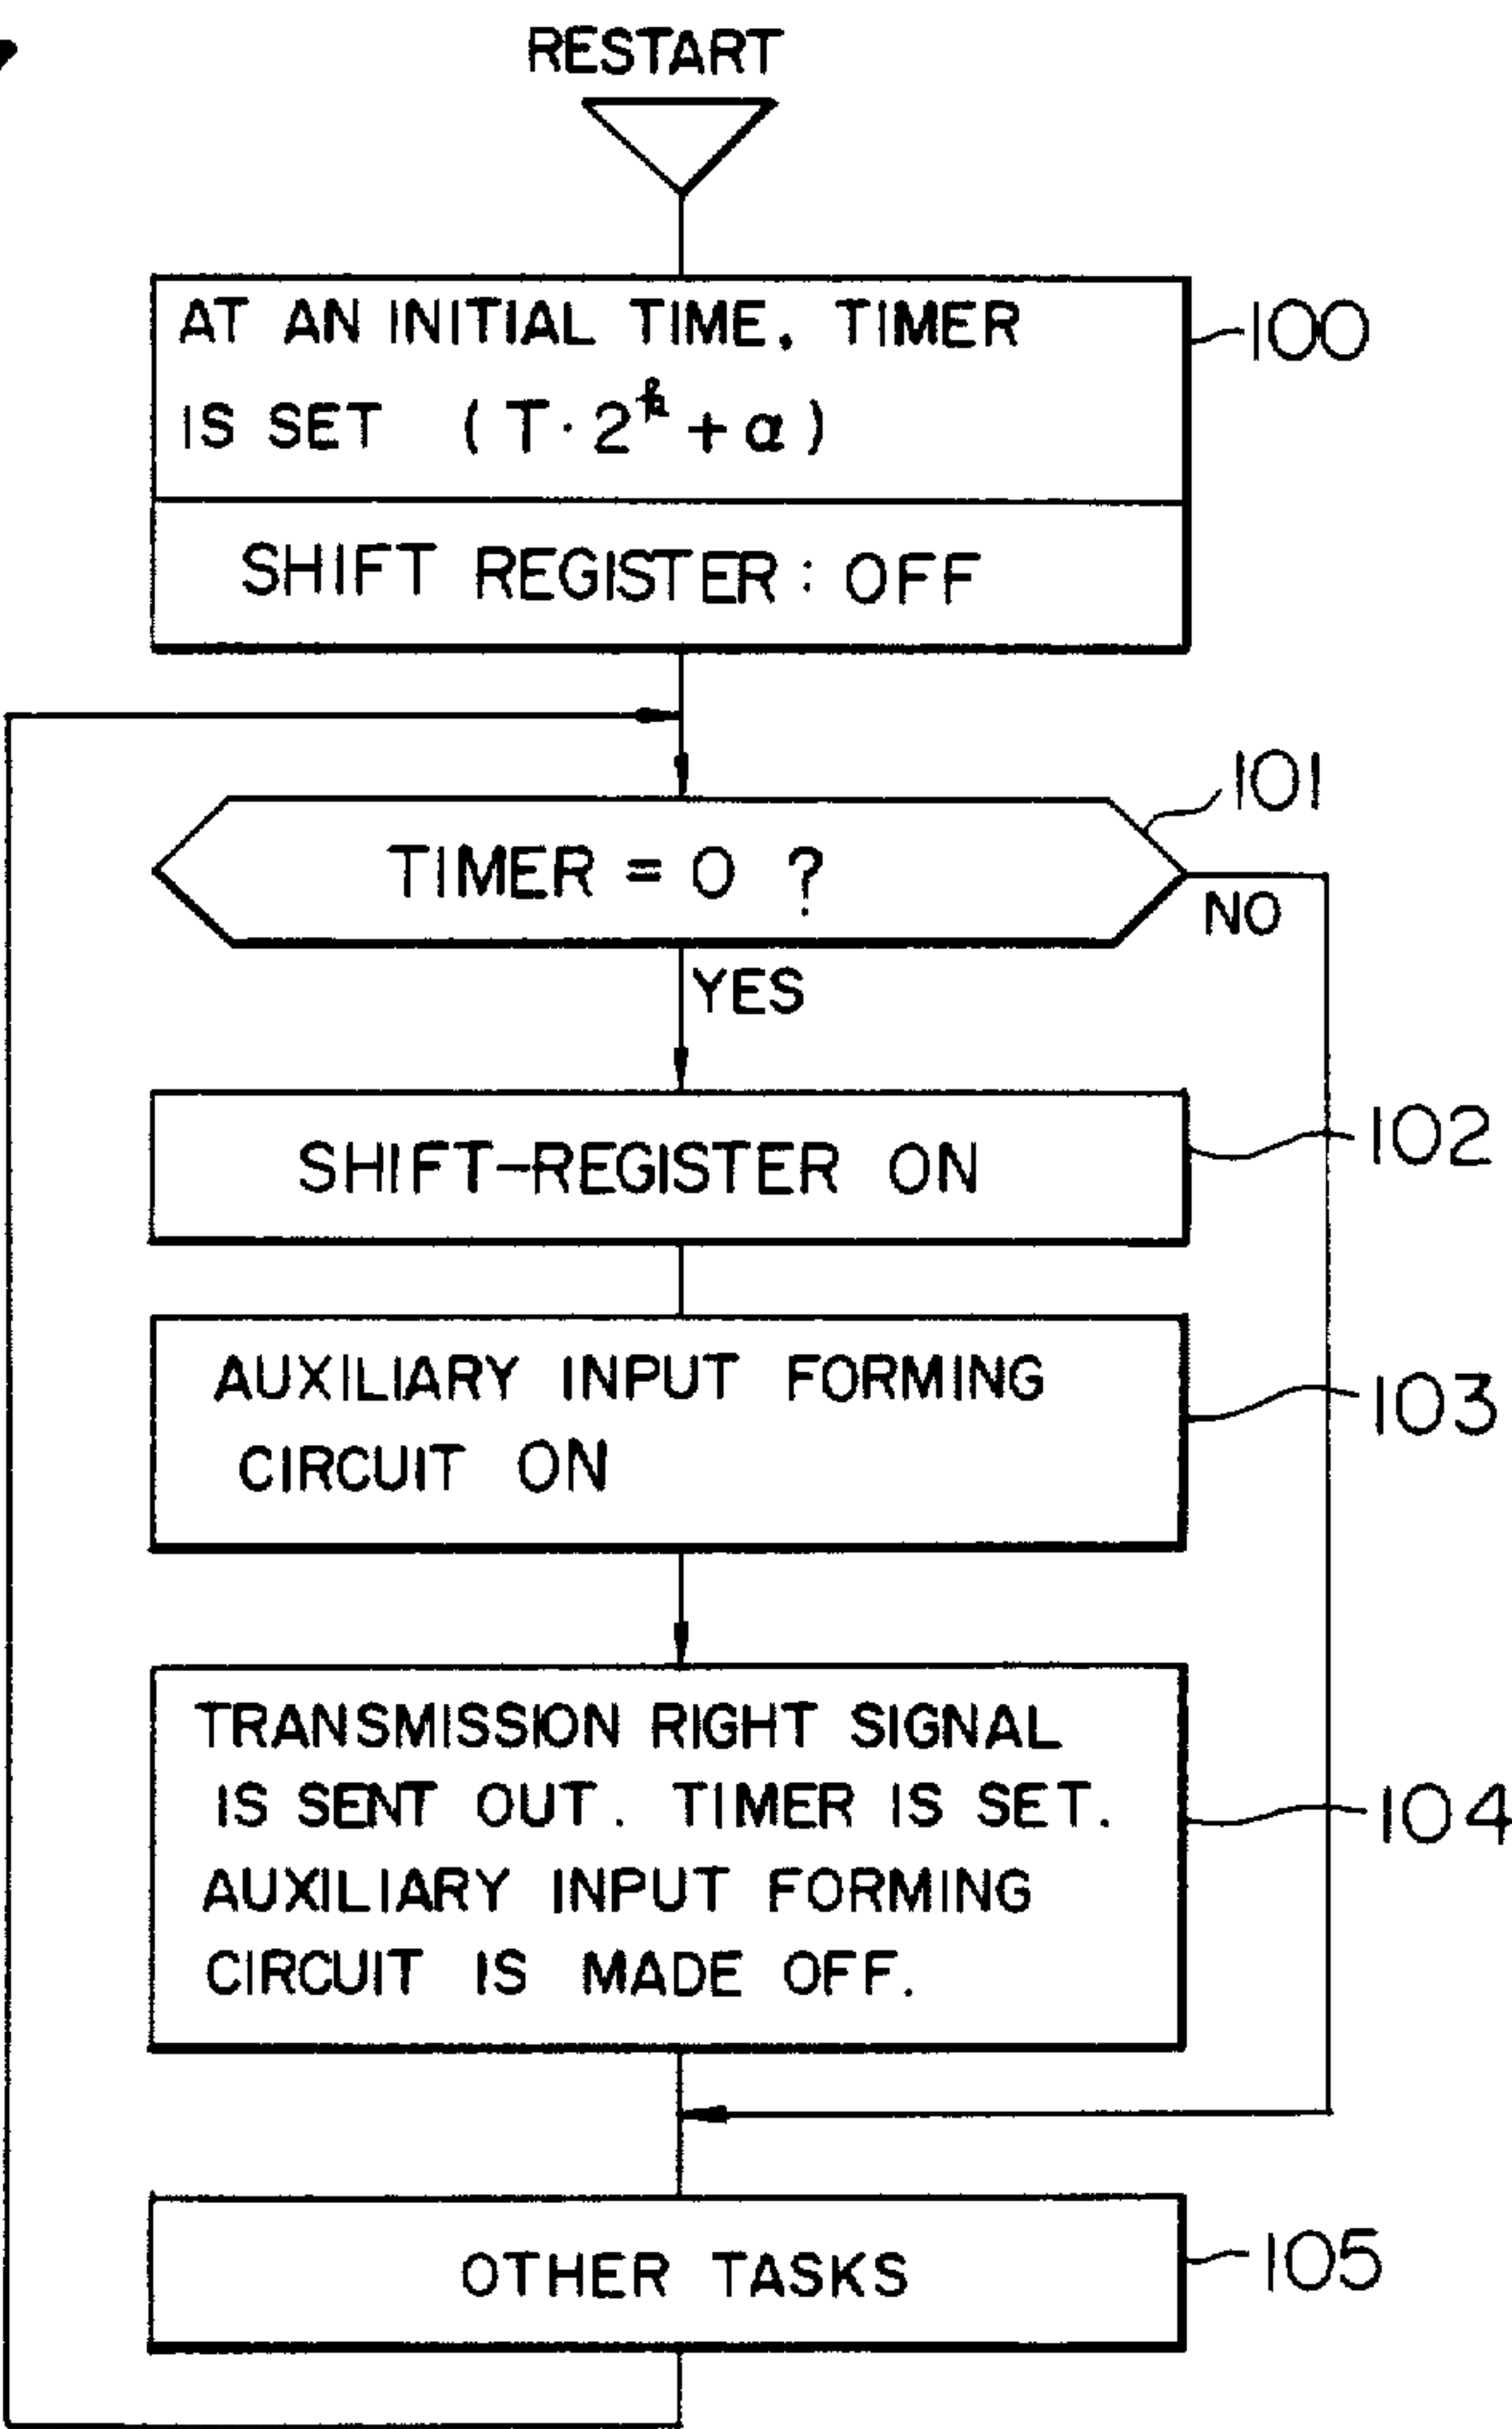 RESTART
AT AN INITIAL TIME. TIMER
IS SET (T·2^k+α)
100
SHIFT REGISTER: OFF
101
TIMER = 0 ?
NO
YES
SHIFT-REGISTER ON
102
AUXILIARY INPUT FORMING
CIRCUIT ON
103
TRANSMISSION RIGHT SIGNAL
IS SENT OUT. TIMER IS SET.
AUXILIARY INPUT FORMING
CIRCUIT IS MADE OFF.
104
OTHER TASKS
105